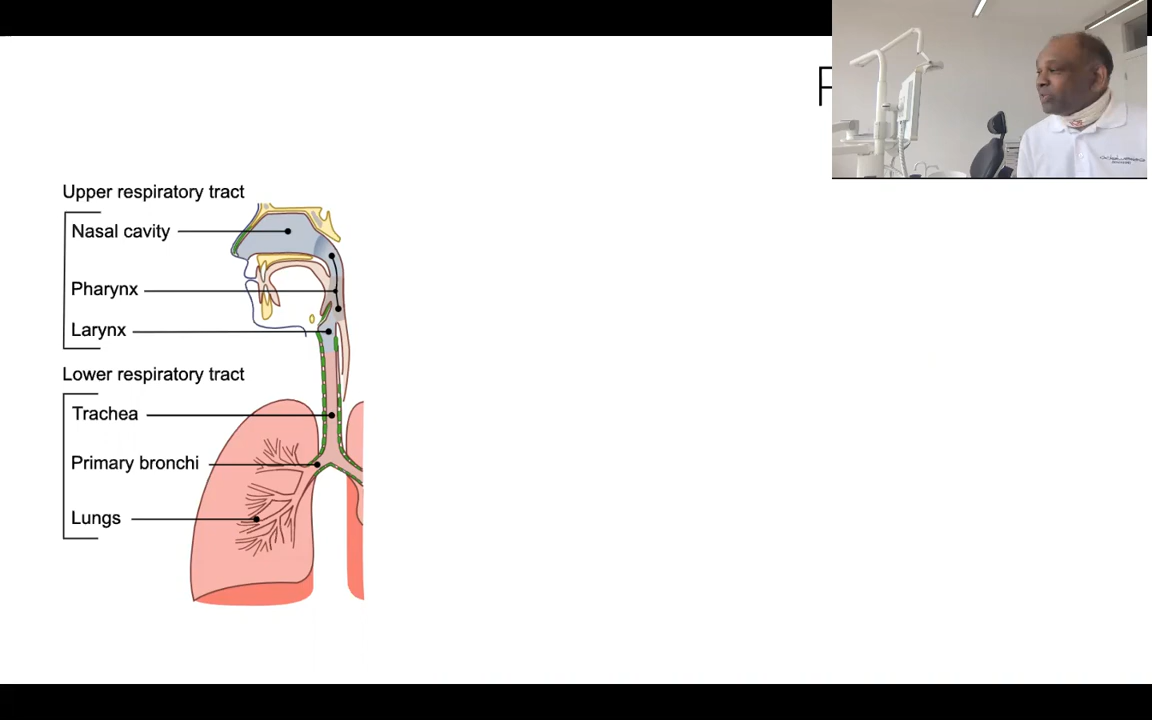 Upper respiratory tract
Nasal cavity
Pharynx
Larynx
Lower respiratory tract
Trachea
Primary bronchi
Lungs